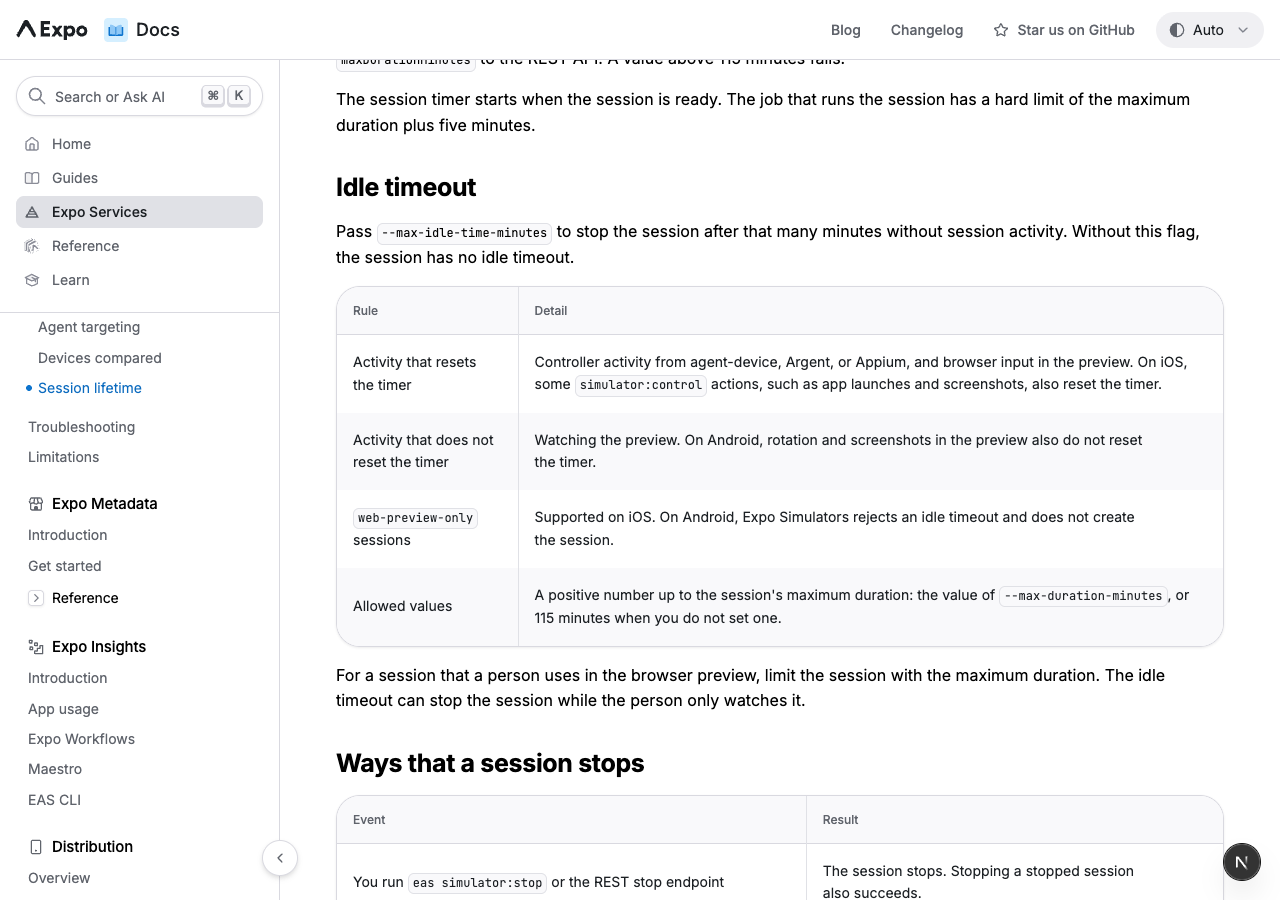 Expo
Docs
Blog
Changelog
Star us on GitHub
Auto
Search or Ask AI
⌘ K
Home
Guides
Expo Services
Reference
Learn
Agent targeting
Devices compared
Session lifetime
Troubleshooting
Limitations
Expo Metadata
Introduction
Get started
Reference
Expo Insights
Introduction
App usage
Expo Workflows
Maestro
EAS CLI
Distribution
Overview
maxDurationMinutes to the REST API. A value above 115 minutes fails.
The session timer starts when the session is ready. The job that runs the session has a hard limit of the maximum
duration plus five minutes.
Idle timeout
Pass --max-idle-time-minutes to stop the session after that many minutes without session activity. Without this flag,
the session has no idle timeout.
Rule
Detail
Activity that resets
the timer
Controller activity from agent-device, Argent, or Appium, and browser input in the preview. On iOS,
some simulator:control actions, such as app launches and screenshots, also reset the timer.
Activity that does not
reset the timer
Watching the preview. On Android, rotation and screenshots in the preview also do not reset
the timer.
web-preview-only
sessions
Supported on iOS. On Android, Expo Simulators rejects an idle timeout and does not create
the session.
Allowed values
A positive number up to the session's maximum duration: the value of --max-duration-minutes, or
115 minutes when you do not set one.
For a session that a person uses in the browser preview, limit the session with the maximum duration. The idle
timeout can stop the session while the person only watches it.
Ways that a session stops
Event
Result
You run eas simulator:stop or the REST stop endpoint
The session stops. Stopping a stopped session
also succeeds.
N